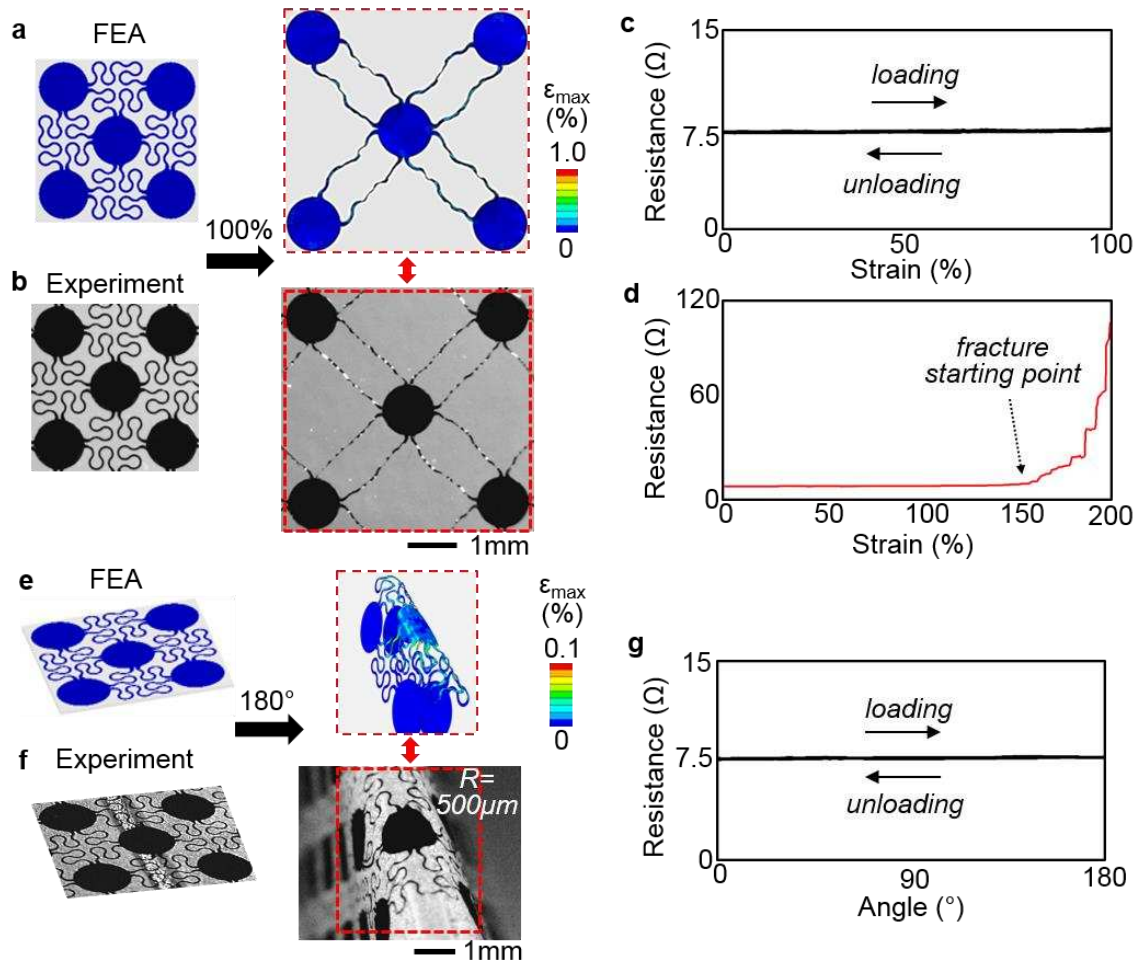 a
FEA
100%
ε_max
(%)
1.0
0
b
Experiment
1mm
c
15
7.5
0
Resistance (Ω)
loading
unloading
0
50
100
Strain (%)
d
120
60
0
Resistance (Ω)
fracture
starting point
0
50
100
150
200
Strain (%)
e
FEA
180°
ε_max
(%)
0.1
0
f
Experiment
R=
500μm
1mm
g
15
7.5
0
Resistance (Ω)
loading
unloading
0
90
180
Angle (°)